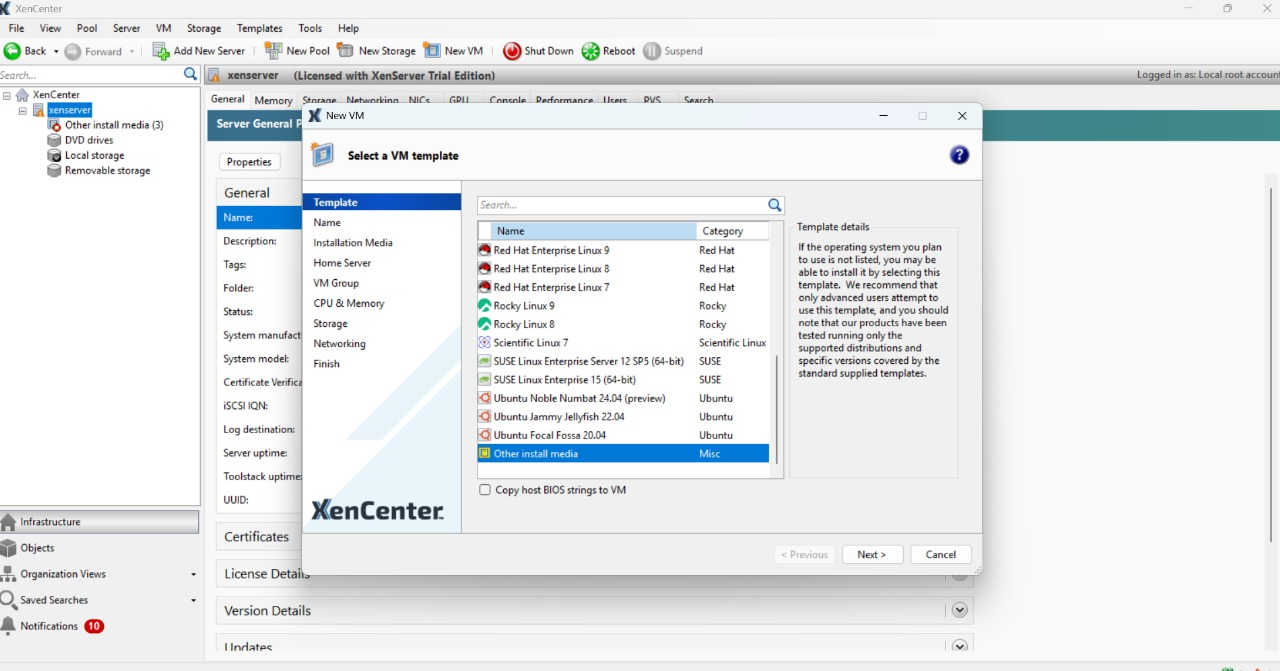 XenCenter
File View Pool Server VM Storage Templates Tools Help
Back Forward Add New Server New Pool New Storage New VM Shut Down Reboot Suspend
Search...
xenserver (Licensed with XenServer Trial Edition)
Logged in as: Local root account
XenCenter
xenserver
Other install media (3)
DVD drives
Local storage
Removable storage
General Memory Storage Networking NICs GPU Console Performance Users PVS Search
Server General P
Properties
General
Name:
Description:
Tags:
Folder:
Status:
System manufact
System model:
Certificate Verifica
iSCSI IQN:
Log destination:
Server uptime:
Toolstack uptime:
UUID:
Certificates
License Details
Version Details
Updates
New VM
Select a VM template
?
Template
Name
Installation Media
Home Server
VM Group
CPU & Memory
Storage
Networking
Finish
XenCenter
Search...
Name Category
Red Hat Enterprise Linux 9 Red Hat
Red Hat Enterprise Linux 8 Red Hat
Red Hat Enterprise Linux 7 Red Hat
Rocky Linux 9 Rocky
Rocky Linux 8 Rocky
Scientific Linux 7 Scientific Linux
SUSE Linux Enterprise Server 12 SP5 (64-bit) SUSE
SUSE Linux Enterprise 15 (64-bit) SUSE
Ubuntu Noble Numbat 24.04 (preview) Ubuntu
Ubuntu Jammy Jellyfish 22.04 Ubuntu
Ubuntu Focal Fossa 20.04 Ubuntu
Other install media Misc
Copy host BIOS strings to VM
Template details
If the operating system you plan
to use is not listed, you may be
able to install it by selecting this
template. We recommend that
only advanced users attempt to
use this template, and you should
note that our products have been
tested running only the
supported distributions and
specific versions covered by the
standard supplied templates.
< Previous Next > Cancel
Infrastructure
Objects
Organization Views
Saved Searches
Notifications 10